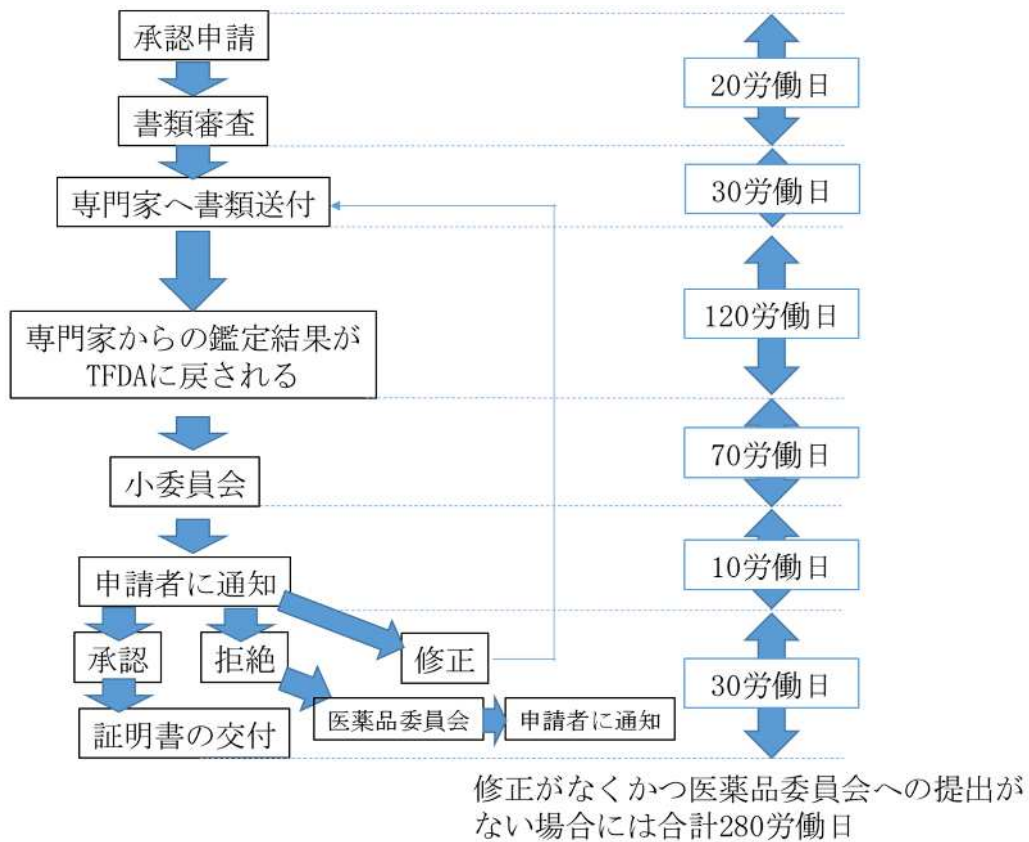 承認申請
20労働日
書類審査
30労働日
専門家へ書類送付
120労働日
専門家からの鑑定結果が
TFDAに戻される
70労働日
小委員会
10労働日
申請者に通知
承認
拒絶
修正
30労働日
証明書の交付
医薬品委員会
申請者に通知
修正がなくかつ医薬品委員会への提出が
ない場合には合計280労働日